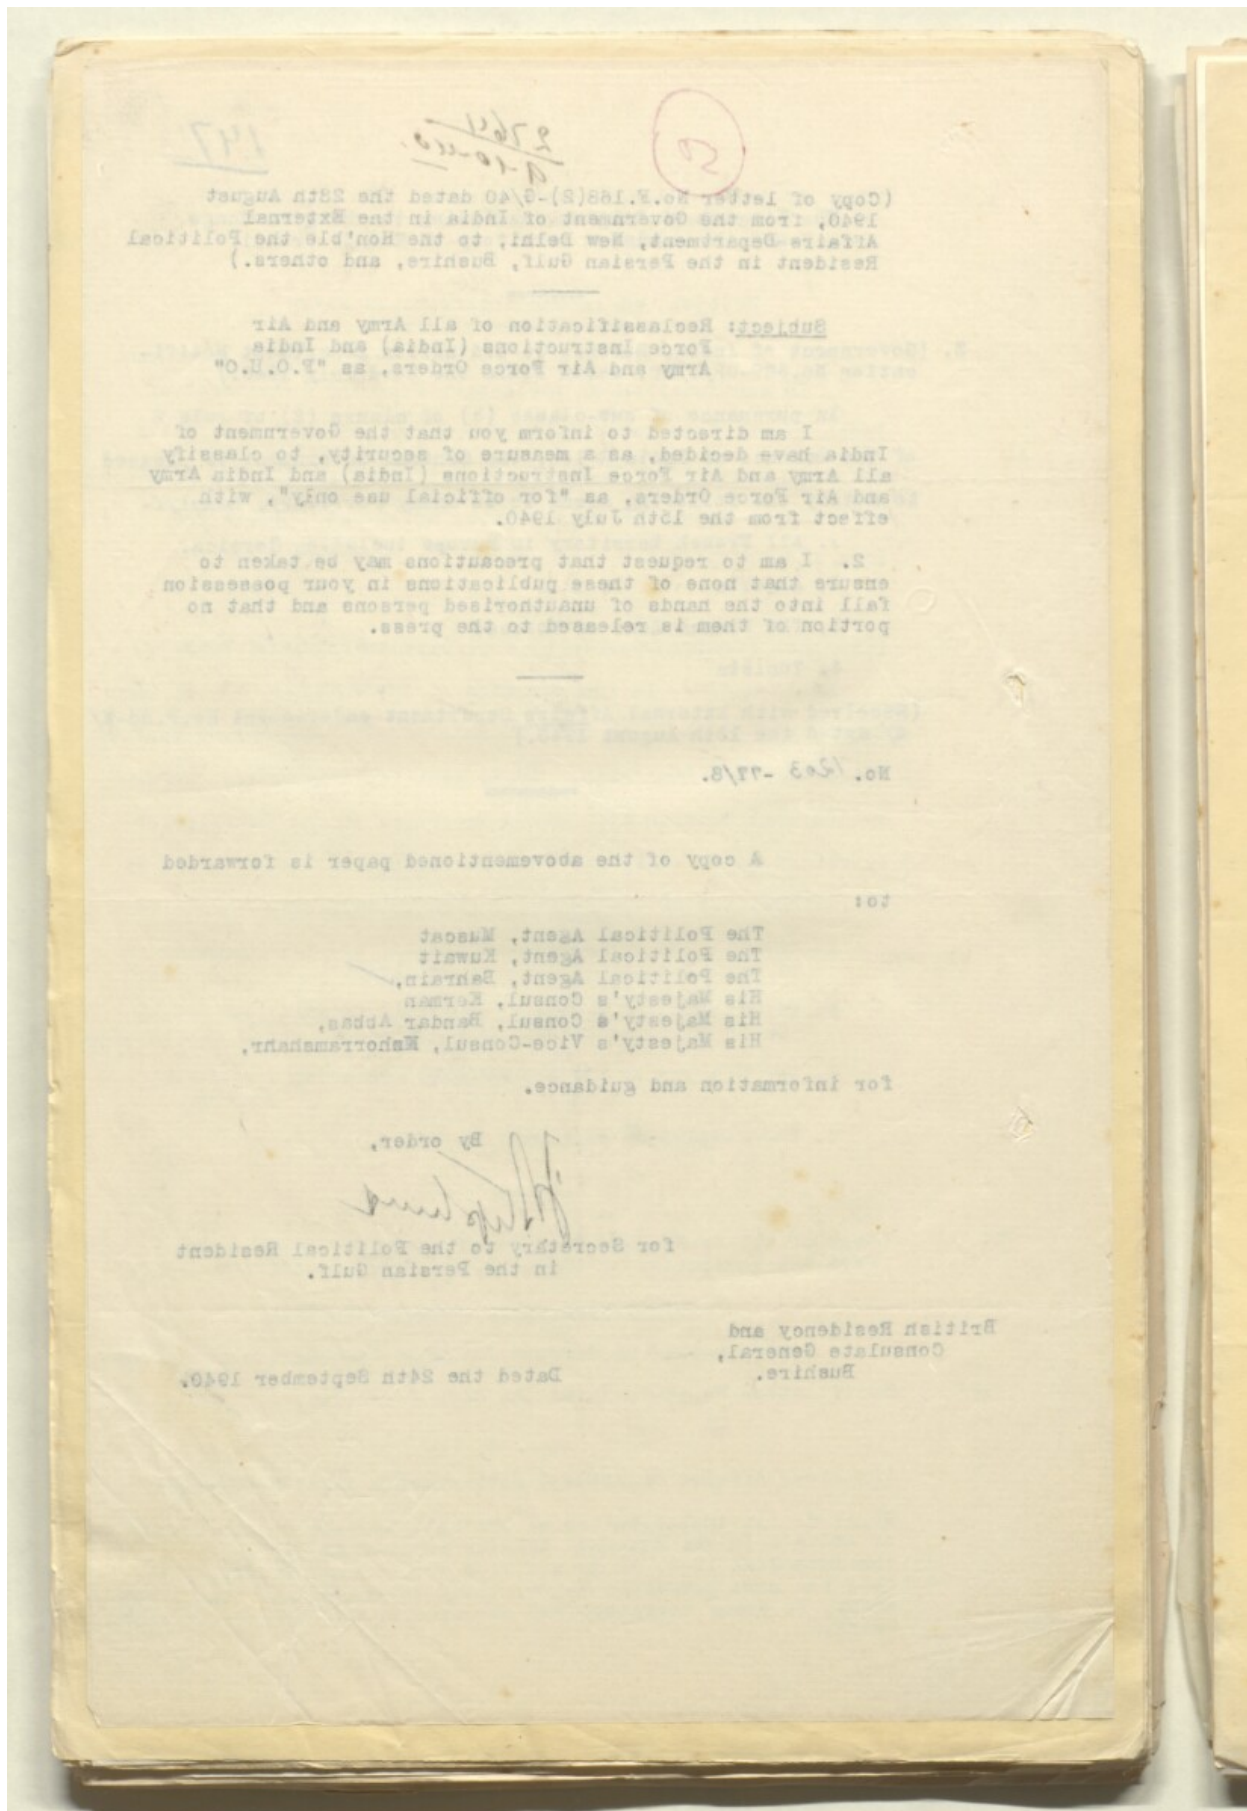 147
2764
9-10-40
(Copy of letter No.F.168(2)-G/40 dated the 28th August
1940, from the Government of India in the External
Affairs Department, New Delhi, to the Hon'ble the Political
Resident in the Persian Gulf, Bushire, and others.)
Subject: Reclassification of all Army and Air
Force Instructions (India) and India
Army and Air Force Orders, as "F.O.U.O"
I am directed to inform you that the Government of
India have decided, as a measure of security, to classify
all Army and Air Force Instructions (India) and India Army
and Air Force Orders, as "for official use only", with
effect from the 15th July 1940.
2. I am to request that precautions may be taken to
ensure that none of these publications in your possession
fall into the hands of unauthorised persons and that no
portion of them is released to the press.
No. 1203 -77/8.
A copy of the abovementioned paper is forwarded
to:
The Political Agent, Muscat
The Political Agent, Kuwait
The Political Agent, Bahrain,
His Majesty's Consul, Kerman
His Majesty's Consul, Bandar Abbas,
His Majesty's Vice-Consul, Khorramshahr,
for information and guidance.
By order,
for Secretary to the Political Resident
in the Persian Gulf.
British Residency and
Consulate General,
Bushire.
Dated the 24th September 1940.